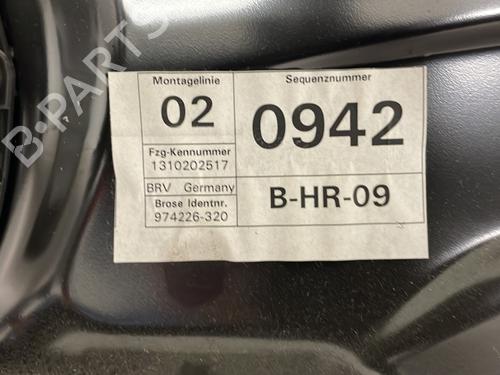 Montagelinie
02
Fzg-Kennummer
1310202517
BRV Germany
Brose Identnr.
974226-320
Sequenznummer
0942
B-HR-09
B-PARTS